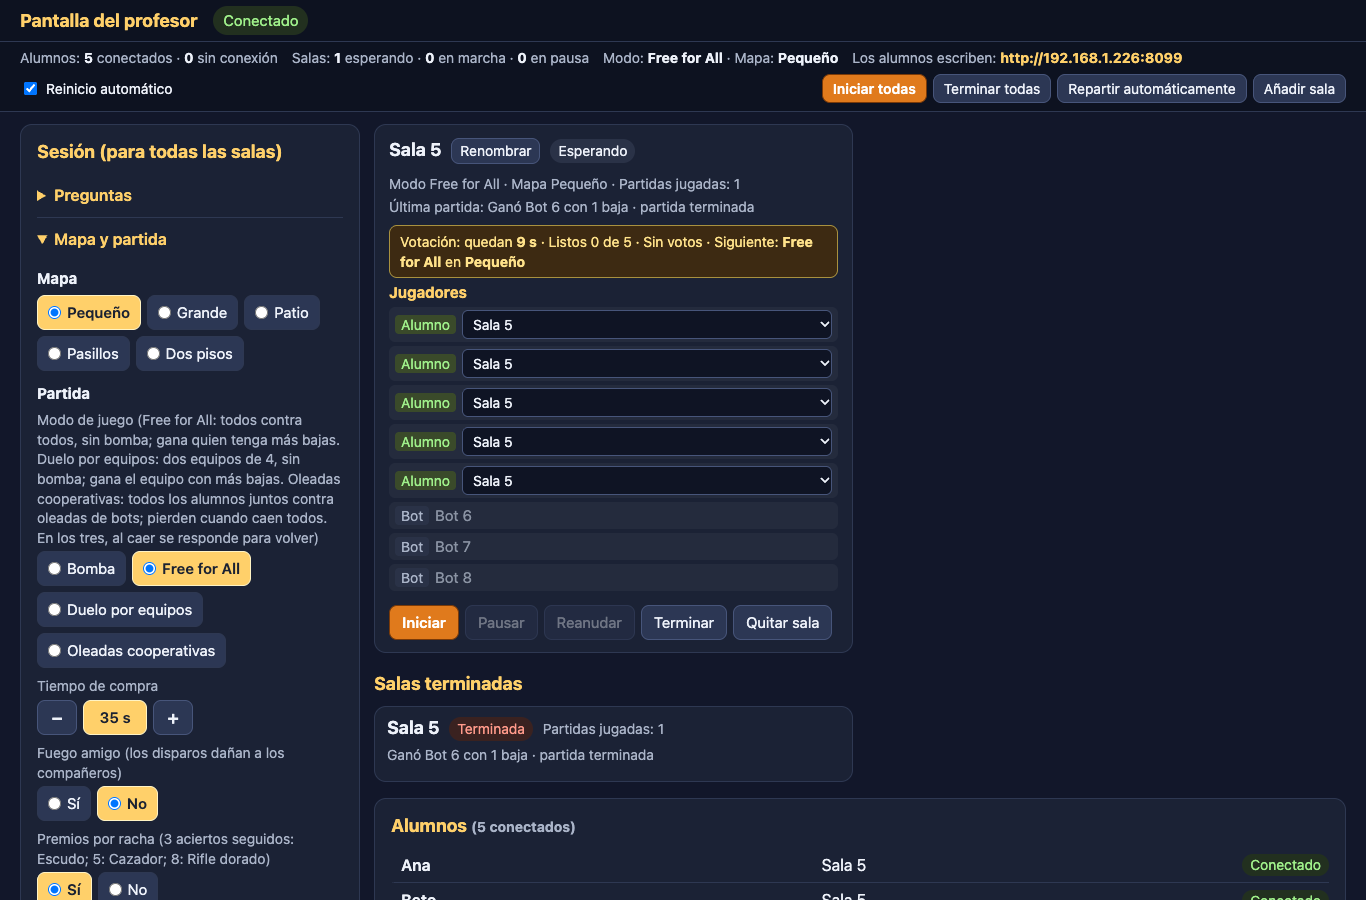 Pantalla del profesor Conectado
Alumnos: 5 conectados · 0 sin conexión Salas: 1 esperando · 0 en marcha · 0 en pausa Modo: Free for All · Mapa: Pequeño Los alumnos escriben: http://192.168.1.226:8099
Reinicio automático
Iniciar todas Terminar todas Repartir automáticamente Añadir sala
Sesión (para todas las salas)
Preguntas
Mapa y partida
Mapa
Pequeño Grande Patio
Pasillos Dos pisos
Partida
Modo de juego (Free for All: todos contra
todos, sin bomba; gana quien tenga más bajas.
Duelo por equipos: dos equipos de 4, sin
bomba; gana el equipo con más bajas. Oleadas
cooperativas: todos los alumnos juntos contra
oleadas de bots; pierden cuando caen todos.
En los tres, al caer se responde para volver)
Bomba Free for All
Duelo por equipos
Oleadas cooperativas
Tiempo de compra
− 35 s +
Fuego amigo (los disparos dañan a los
compañeros)
Sí No
Premios por racha (3 aciertos seguidos:
Escudo; 5: Cazador; 8: Rifle dorado)
Sí No
Sala 5 Renombrar Esperando
Modo Free for All · Mapa Pequeño · Partidas jugadas: 1
Última partida: Ganó Bot 6 con 1 baja · partida terminada
Votación: quedan 9 s · Listos 0 de 5 · Sin votos · Siguiente: Free
for All en Pequeño
Jugadores
Alumno Sala 5
Alumno Sala 5
Alumno Sala 5
Alumno Sala 5
Alumno Sala 5
Bot Bot 6
Bot Bot 7
Bot Bot 8
Iniciar Pausar Reanudar Terminar Quitar sala
Salas terminadas
Sala 5 Terminada Partidas jugadas: 1
Ganó Bot 6 con 1 baja · partida terminada
Alumnos (5 conectados)
Ana Sala 5 Conectado
Sala 5 Conectado